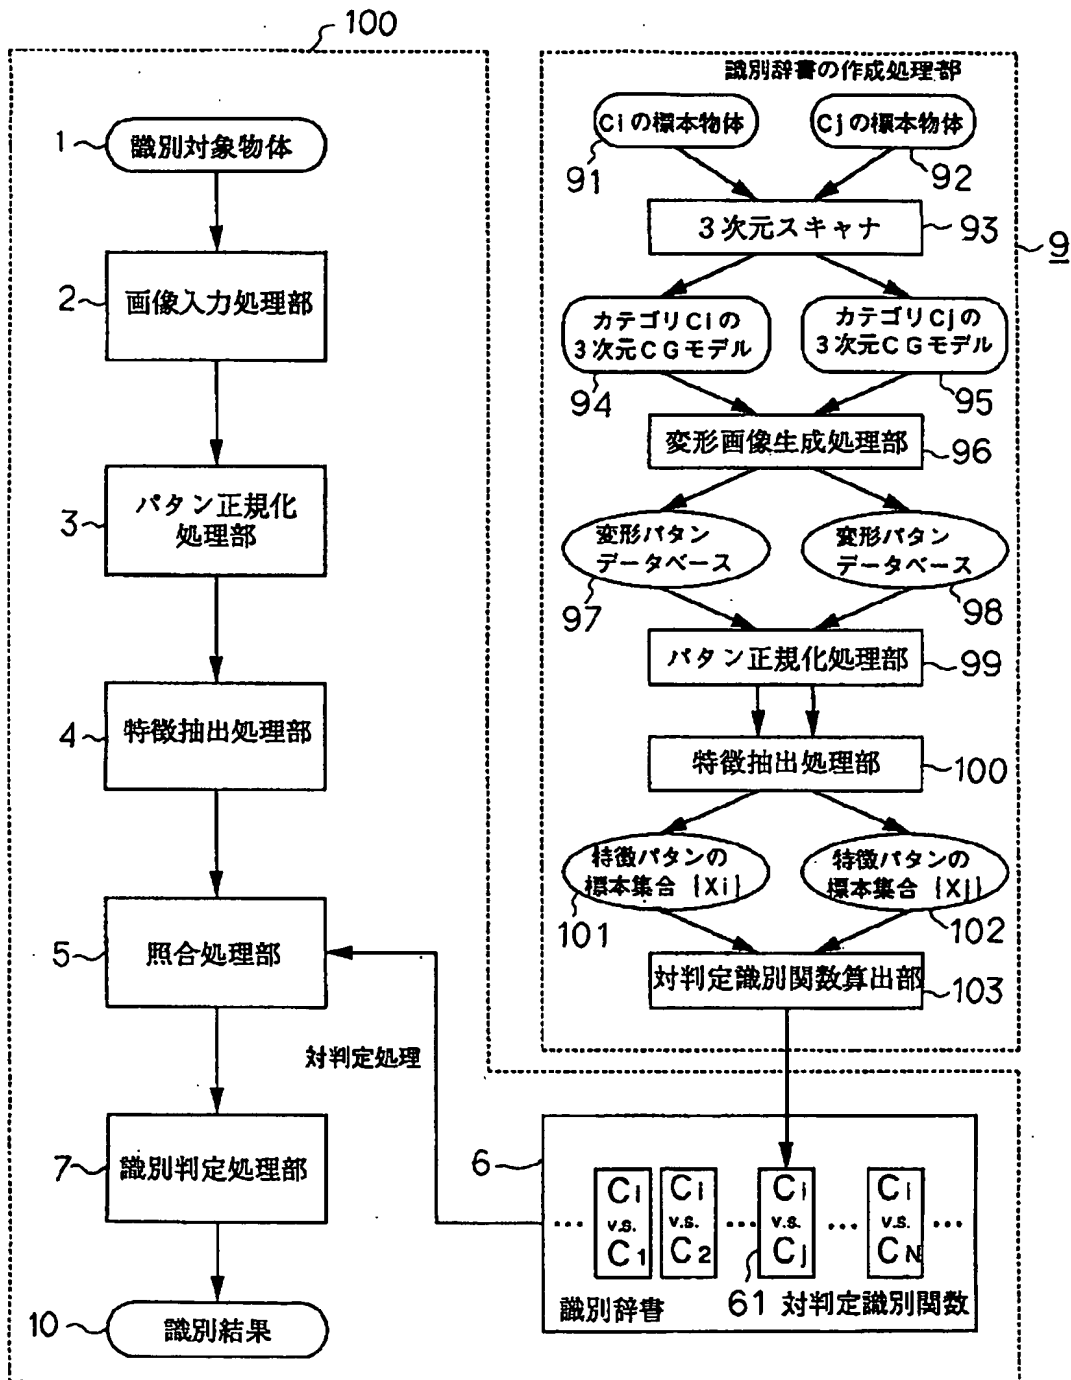 100
1
識別対象物体
2
画像入力処理部
3
パタン正規化
処理部
4
特徴抽出処理部
5
照合処理部
対判定処理
7
識別判定処理部
10
識別結果
9
識別辞書の作成処理部
Ciの標本物体
Cjの標本物体
91
92
3次元スキャナ
93
カテゴリCiの
3次元CGモデル
カテゴリCjの
3次元CGモデル
94
95
変形画像生成処理部
96
変形パタン
データベース
変形パタン
データベース
97
98
パタン正規化処理部
99
特徴抽出処理部
100
特徴パタンの
標本集合 {Xi}
特徴パタンの
標本集合 {Xj}
101
102
対判定識別関数算出部
103
6
… Ci v.s. C1
Ci v.s. C2
… Ci v.s. Cj
… Ci v.s. CN …
識別辞書
61 対判定識別関数